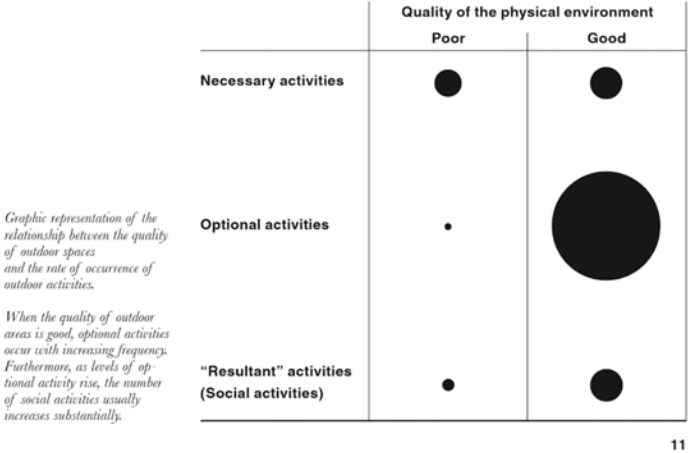 Quality of the physical environment
Poor Good
Necessary activities
Optional activities
“Resultant” activities
(Social activities)
Graphic representation of the
relationship between the quality
of outdoor spaces
and the rate of occurrence of
outdoor activities.
When the quality of outdoor
areas is good, optional activities
occur with increasing frequency.
Furthermore, as levels of op-
tional activity rise, the number
of social activities usually
increases substantially.
11